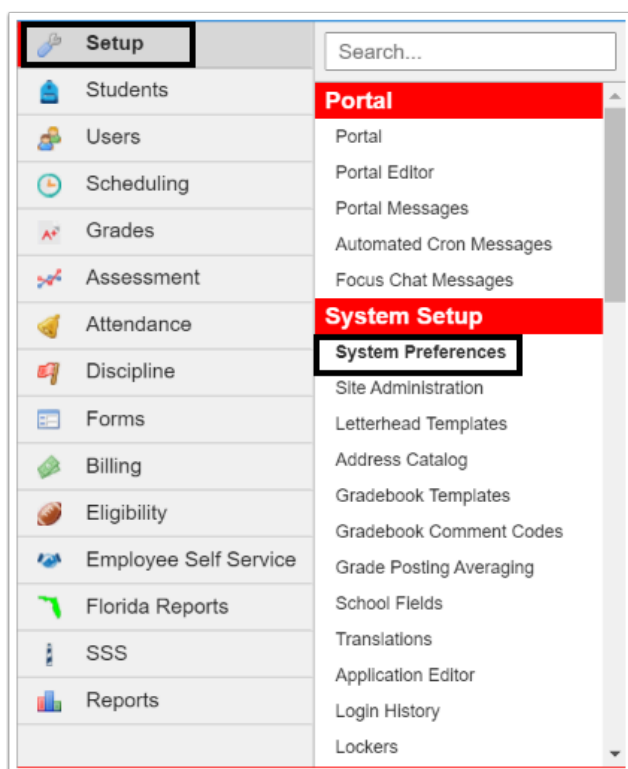 Setup
Students
Users
Scheduling
Grades
Assessment
Attendance
Discipline
Forms
Billing
Eligibility
Employee Self Service
Florida Reports
SSS
Reports
Search...
Portal
Portal
Portal Editor
Portal Messages
Automated Cron Messages
Focus Chat Messages
System Setup
System Preferences
Site Administration
Letterhead Templates
Address Catalog
Gradebook Templates
Gradebook Comment Codes
Grade Posting Averaging
School Fields
Translations
Application Editor
Login History
Lockers